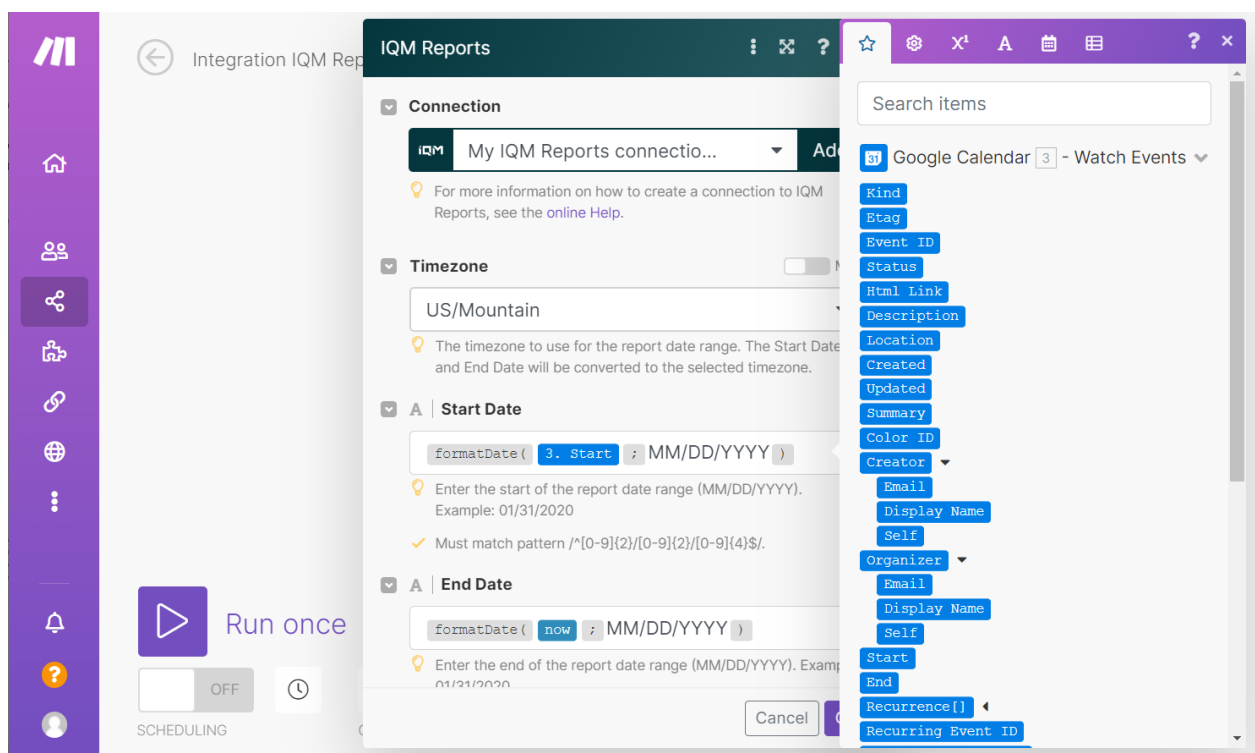 Integration IQM Rep
Run once
OFF
SCHEDULING
IQM Reports
?
Connection
IQM
My IQM Reports connectio...
Add
For more information on how to create a connection to IQM
Reports, see the online Help.
Timezone
US/Mountain
The timezone to use for the report date range. The Start Date
and End Date will be converted to the selected timezone.
A Start Date
formatDate( 3. Start ; MM/DD/YYYY )
Enter the start of the report date range (MM/DD/YYYY).
Example: 01/31/2020
Must match pattern /^[0-9]{2}/[0-9]{2}/[0-9]{4}$/.
A End Date
formatDate( now ; MM/DD/YYYY )
Enter the end of the report date range (MM/DD/YYYY). Examp
01/31/2020
Cancel
X¹ A ? ×
Search items
31 Google Calendar 3 - Watch Events
Kind
Etag
Event ID
Status
Html Link
Description
Location
Created
Updated
Summary
Color ID
Creator
Email
Display Name
Self
Organizer
Email
Display Name
Self
Start
End
Recurrence[]
Recurring Event ID